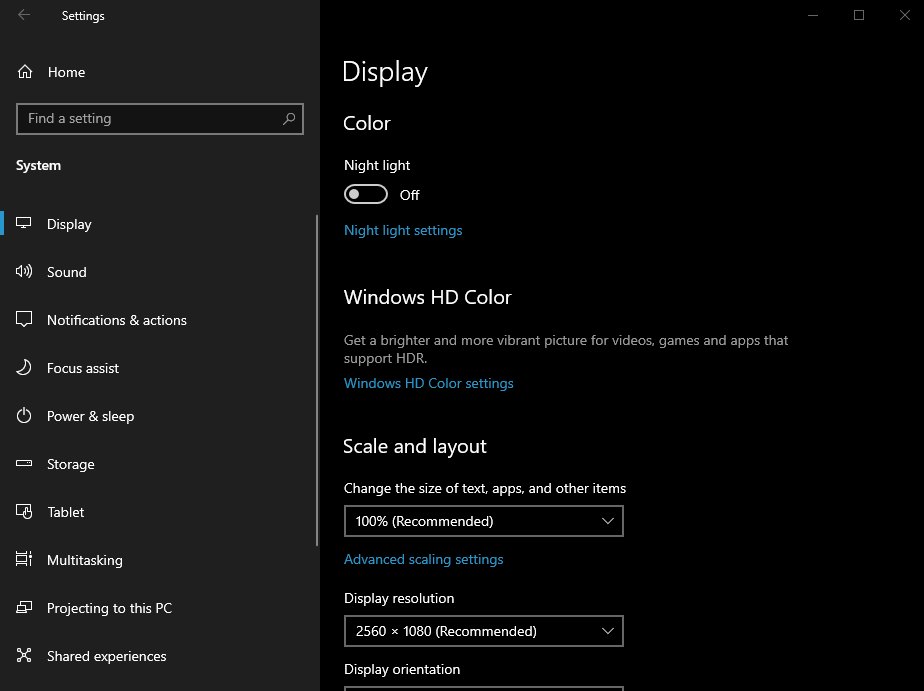 Settings
Home
Find a setting
System
Display
Sound
Notifications & actions
Focus assist
Power & sleep
Storage
Tablet
Multitasking
Projecting to this PC
Shared experiences
Display
Color
Night light
Off
Night light settings
Windows HD Color
Get a brighter and more vibrant picture for videos, games and apps that
support HDR.
Windows HD Color settings
Scale and layout
Change the size of text, apps, and other items
100% (Recommended)
Advanced scaling settings
Display resolution
2560 × 1080 (Recommended)
Display orientation